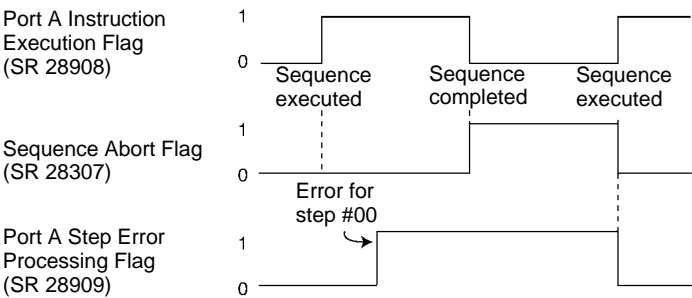 Port A Instruction
Execution Flag
(SR 28908)
1
0
Sequence
executed
Sequence
completed
Sequence
executed
Sequence Abort Flag
(SR 28307)
1
0
Error for
step #00
Port A Step Error
Processing Flag
(SR 28909)
1
0